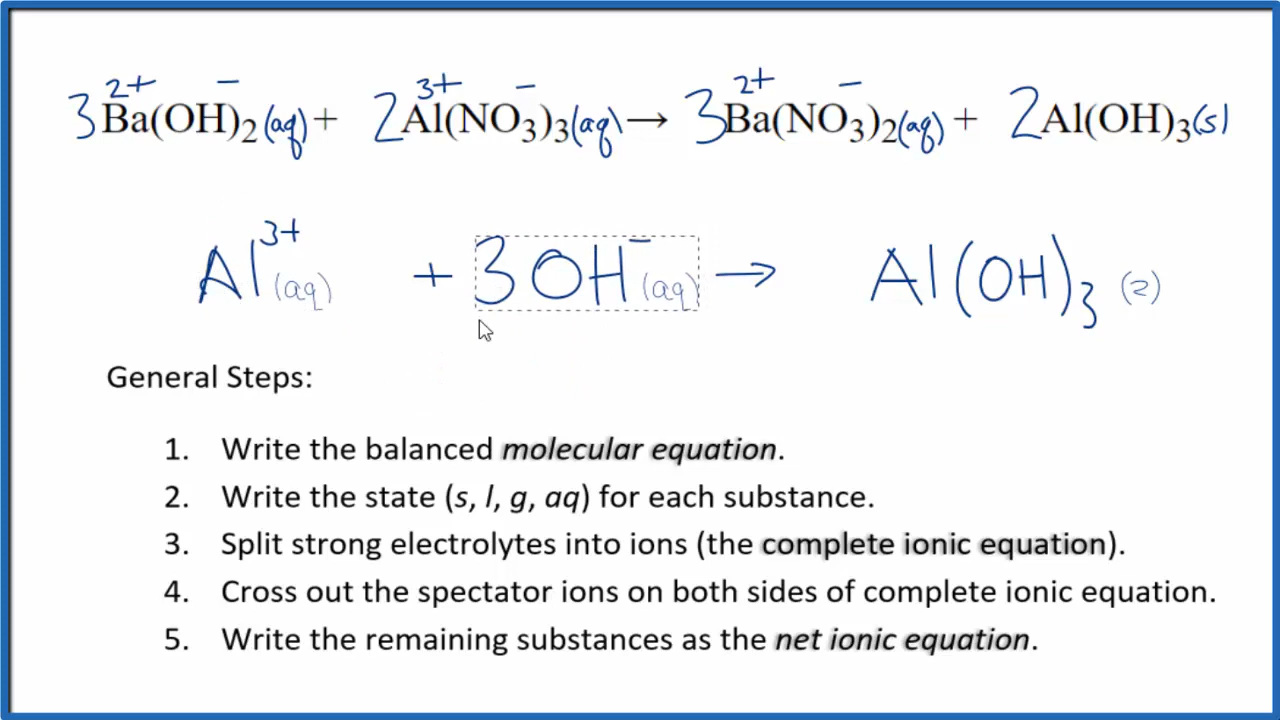 3Ba²⁺(OH)⁻₂(aq) + 2Al³⁺(NO₃)⁻₃(aq) → 3Ba²⁺(NO₃)⁻₂(aq) + 2Al(OH)₃(s)
Al³⁺(aq) + 3OH⁻(aq) → Al(OH)₃(2)
General Steps:
1. Write the balanced molecular equation.
2. Write the state (s, l, g, aq) for each substance.
3. Split strong electrolytes into ions (the complete ionic equation).
4. Cross out the spectator ions on both sides of complete ionic equation.
5. Write the remaining substances as the net ionic equation.